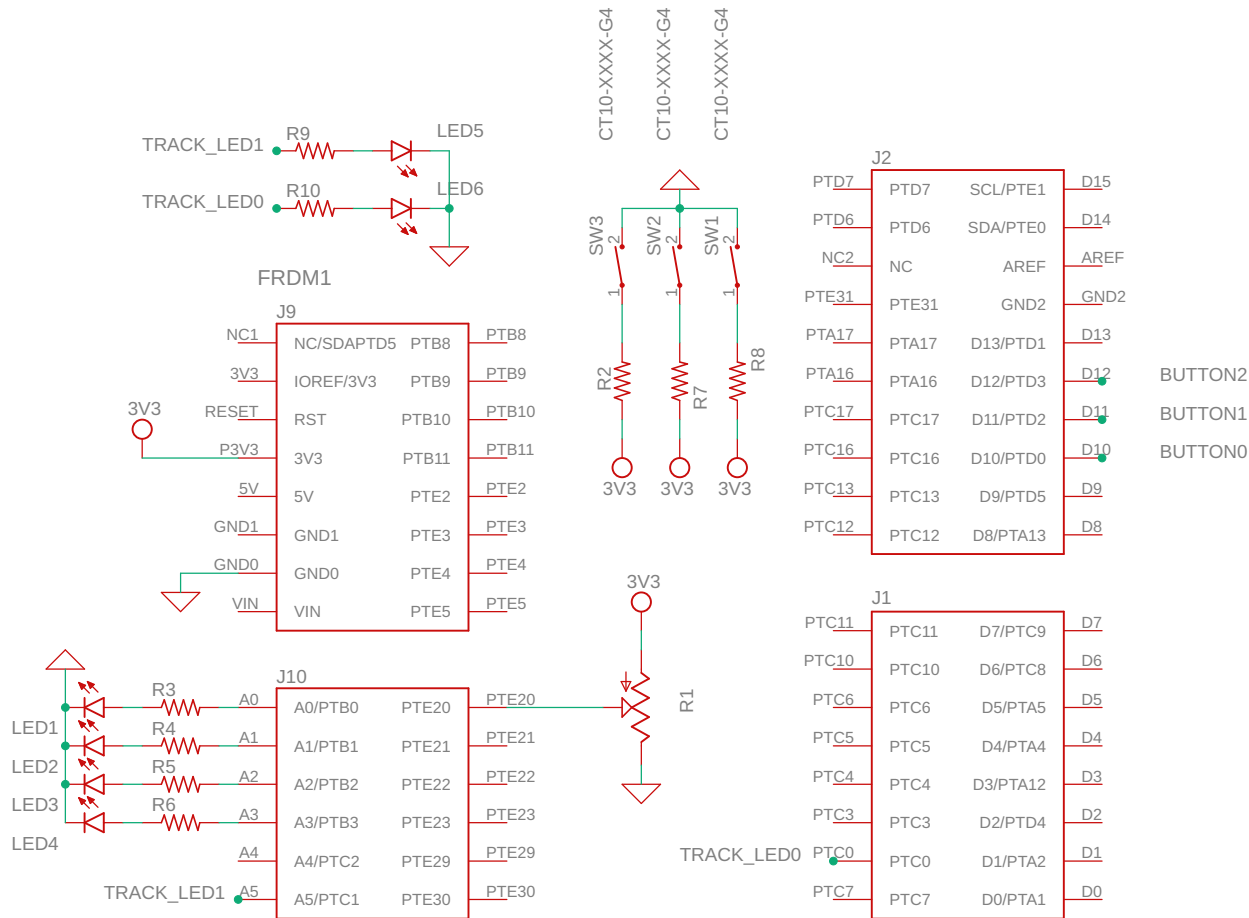 CT10-XXXX-G4
CT10-XXXX-G4
CT10-XXXX-G4
TRACK_LED1
R9
LED5
TRACK_LED0
R10
LED6
SW3
2
1
SW2
2
1
SW1
2
1
R2
R7
R8
3V3
3V3
3V3
FRDM1
J9
NC1 NC/SDAPTD5 PTB8 PTB8
3V3 IOREF/3V3 PTB9 PTB9
RESET RST PTB10 PTB10
3V3
P3V3 3V3 PTB11 PTB11
5V 5V PTE2 PTE2
GND1 GND1 PTE3 PTE3
GND0 GND0 PTE4 PTE4
VIN VIN PTE5 PTE5
J2
PTD7 PTD7 SCL/PTE1 D15
PTD6 PTD6 SDA/PTE0 D14
NC2 NC AREF AREF
PTE31 PTE31 GND2 GND2
PTA17 PTA17 D13/PTD1 D13
PTA16 PTA16 D12/PTD3 D12 BUTTON2
PTC17 PTC17 D11/PTD2 D11 BUTTON1
PTC16 PTC16 D10/PTD0 D10 BUTTON0
PTC13 PTC13 D9/PTD5 D9
PTC12 PTC12 D8/PTA13 D8
3V3
R1
J10
LED1 R3 A0 A0/PTB0 PTE20 PTE20
LED2 R4 A1 A1/PTB1 PTE21 PTE21
LED3 R5 A2 A2/PTB2 PTE22 PTE22
LED4 R6 A3 A3/PTB3 PTE23 PTE23
A4 A4/PTC2 PTE29 PTE29
TRACK_LED1 A5 A5/PTC1 PTE30 PTE30
J1
PTC11 PTC11 D7/PTC9 D7
PTC10 PTC10 D6/PTC8 D6
PTC6 PTC6 D5/PTA5 D5
PTC5 PTC5 D4/PTA4 D4
PTC4 PTC4 D3/PTA12 D3
PTC3 PTC3 D2/PTD4 D2
TRACK_LED0 PTC0 PTC0 D1/PTA2 D1
PTC7 PTC7 D0/PTA1 D0